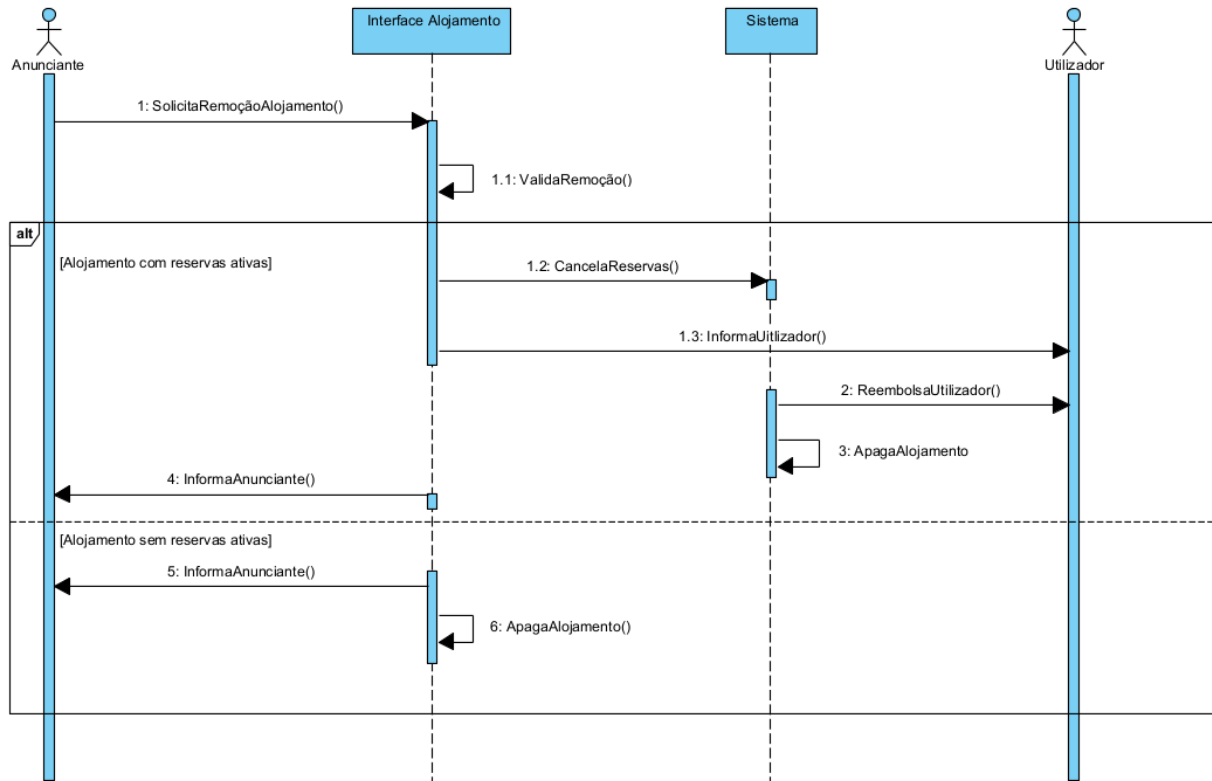 Anunciante
Interface Alojamento
Sistema
Utilizador
1: SolicitaRemoçãoAlojamento()
1.1: ValidaRemoção()
alt
[Alojamento com reservas ativas]
1.2: CancelaReservas()
1.3: InformaUitlizador()
2: ReembolsaUtilizador()
3: ApagaAlojamento
4: InformaAnunciante()
[Alojamento sem reservas ativas]
5: InformaAnunciante()
6: ApagaAlojamento()